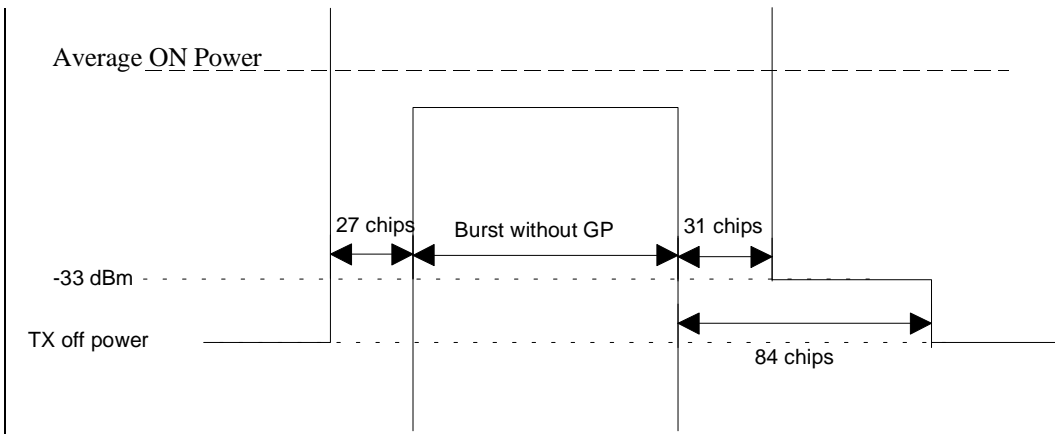 Average ON Power
27 chips
Burst without GP
31 chips
-33 dBm
TX off power
84 chips